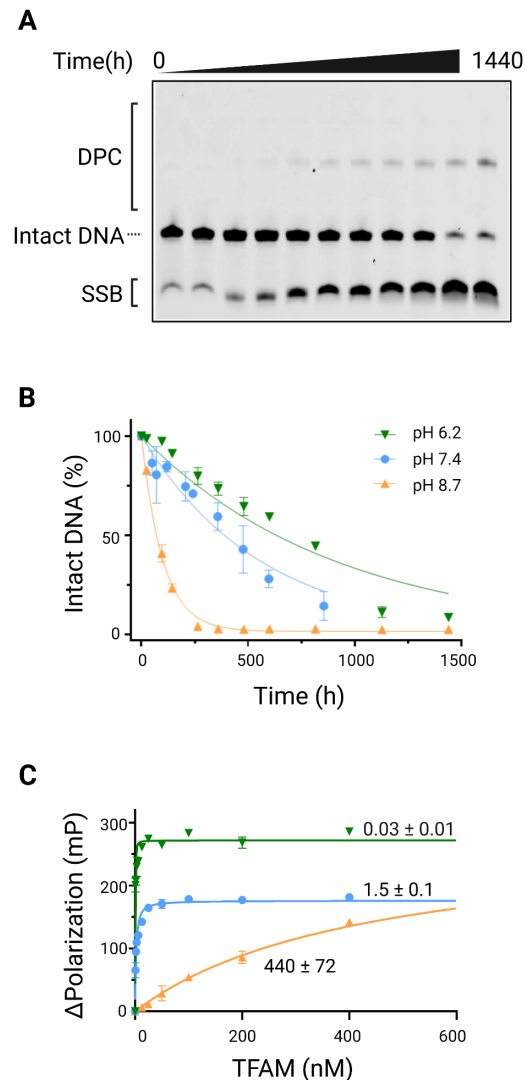 A
Time(h) 0 1440
DPC
Intact DNA
SSB
B
Intact DNA (%)
100
50
0
pH 6.2
pH 7.4
pH 8.7
0 500 1000 1500
Time (h)
C
ΔPolarization (mP)
300
200
100
0
0.03 ± 0.01
1.5 ± 0.1
440 ± 72
0 200 400 600
TFAM (nM)